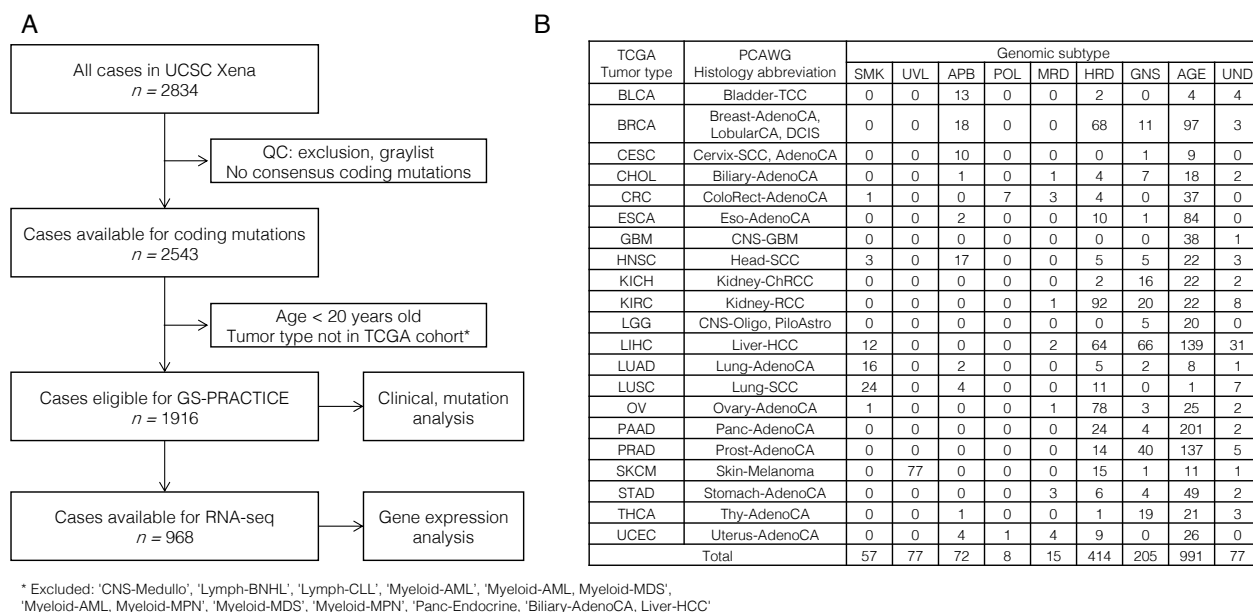 A
All cases in UCSC Xena
n = 2834
QC: exclusion, graylist
No consensus coding mutations
Cases available for coding mutations
n = 2543
Age < 20 years old
Tumor type not in TCGA cohort*
Cases eligible for GS-PRACTICE
n = 1916
Clinical, mutation
analysis
Cases available for RNA-seq
n = 968
Gene expression
analysis
* Excluded: 'CNS-Medullo', 'Lymph-BNHL', 'Lymph-CLL', 'Myeloid-AML', 'Myeloid-AML, Myeloid-MDS',
'Myeloid-AML, Myeloid-MPN', 'Myeloid-MDS', 'Myeloid-MPN', 'Panc-Endocrine, 'Biliary-AdenoCA, Liver-HCC'
B
TCGA Tumor type PCAWG Histology abbreviation Genomic subtype
SMK UVL APB POL MRD HRD GNS AGE UND
BLCA Bladder-TCC 0 0 13 0 0 2 0 4 4
BRCA Breast-AdenoCA, LobularCA, DCIS 0 0 18 0 0 68 11 97 3
CESC Cervix-SCC, AdenoCA 0 0 10 0 0 0 1 9 0
CHOL Biliary-AdenoCA 0 0 1 0 1 4 7 18 2
CRC ColoRect-AdenoCA 1 0 0 7 3 4 0 37 0
ESCA Eso-AdenoCA 0 0 2 0 0 10 1 84 0
GBM CNS-GBM 0 0 0 0 0 0 0 38 1
HNSC Head-SCC 3 0 17 0 0 5 5 22 3
KICH Kidney-ChRCC 0 0 0 0 0 2 16 22 2
KIRC Kidney-RCC 0 0 0 0 1 92 20 22 8
LGG CNS-Oligo, PiloAstro 0 0 0 0 0 0 5 20 0
LIHC Liver-HCC 12 0 0 0 2 64 66 139 31
LUAD Lung-AdenoCA 16 0 2 0 0 5 2 8 1
LUSC Lung-SCC 24 0 4 0 0 11 0 1 7
OV Ovary-AdenoCA 1 0 0 0 1 78 3 25 2
PAAD Panc-AdenoCA 0 0 0 0 0 24 4 201 2
PRAD Prost-AdenoCA 0 0 0 0 0 14 40 137 5
SKCM Skin-Melanoma 0 77 0 0 0 15 1 11 1
STAD Stomach-AdenoCA 0 0 0 0 3 6 4 49 2
THCA Thy-AdenoCA 0 0 1 0 0 1 19 21 3
UCEC Uterus-AdenoCA 0 0 4 1 4 9 0 26 0
Total 57 77 72 8 15 414 205 991 77